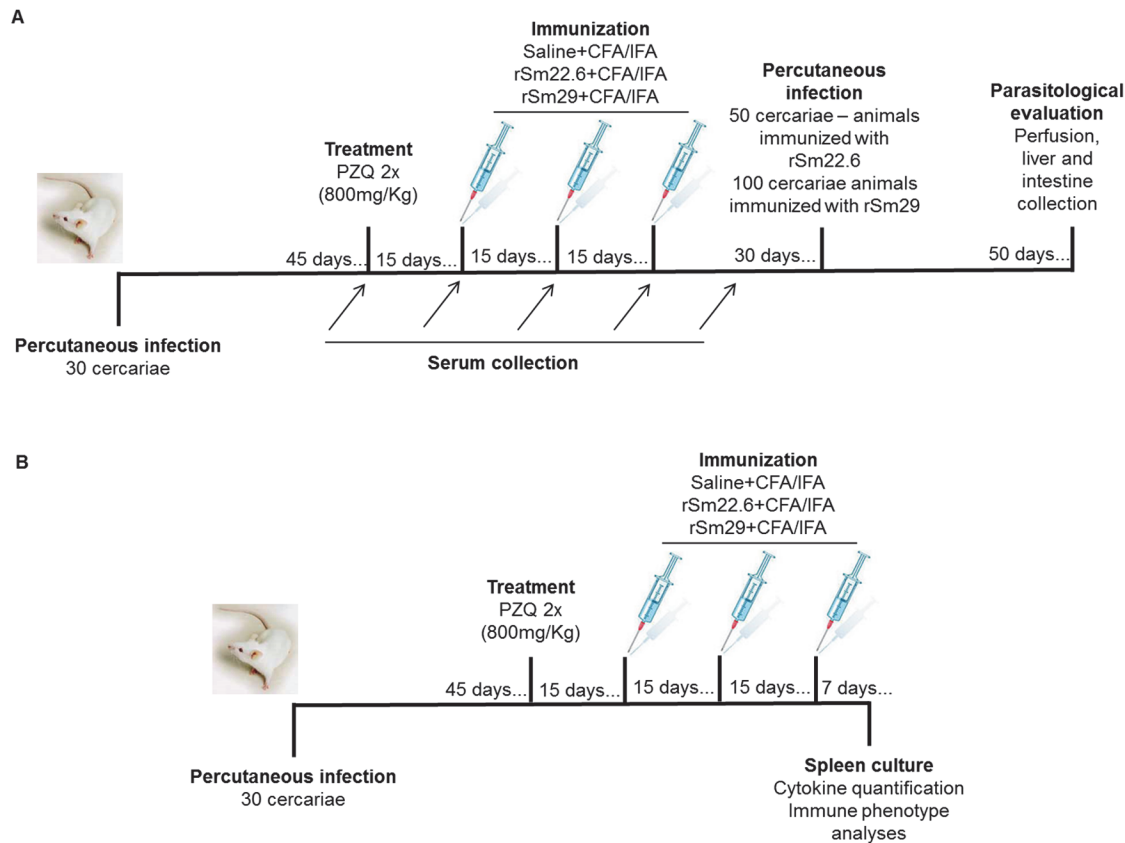 A
Immunization
Saline+CFA/IFA
rSm22.6+CFA/IFA
rSm29+CFA/IFA
Treatment
PZQ 2x
(800mg/Kg)
Percutaneous
infection
50 cercariae – animals
immunized with
rSm22.6
100 cercariae animals
immunized with rSm29
Parasitological
evaluation
Perfusion,
liver and
intestine
collection
45 days... 15 days... 15 days... 15 days... 30 days... 50 days...
Percutaneous infection
30 cercariae
Serum collection
B
Immunization
Saline+CFA/IFA
rSm22.6+CFA/IFA
rSm29+CFA/IFA
Treatment
PZQ 2x
(800mg/Kg)
45 days... 15 days... 15 days... 15 days... 7 days...
Percutaneous infection
30 cercariae
Spleen culture
Cytokine quantification
Immune phenotype
analyses